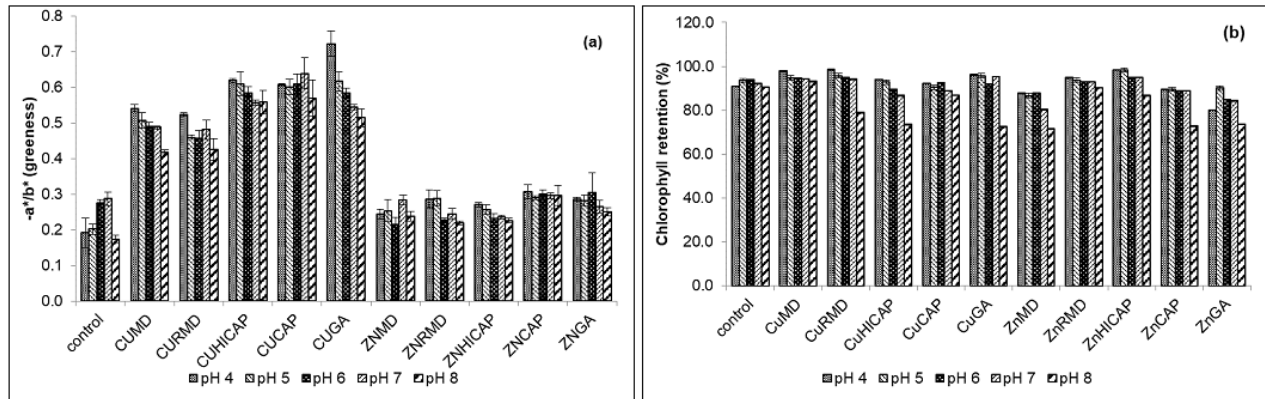 (a)
-a*/b* (greeness)
0.8
0.7
0.6
0.5
0.4
0.3
0.2
0.1
0.0
control
CUMD
CURMD
CUHICAP
CUCAP
CUGA
ZNMD
ZNRMD
ZNHICAP
ZNCAP
ZNGA
pH 4 pH 5 pH 6 pH 7 pH 8
(b)
Chlorophyll retention (%)
120.0
100.0
80.0
60.0
40.0
20.0
0.0
control
CuMD
CuRMD
CuHICAP
CuCAP
CuGA
ZnMD
ZnRMD
ZnHICAP
ZnCAP
ZnGA
pH 4 pH 5 pH 6 pH 7 pH 8